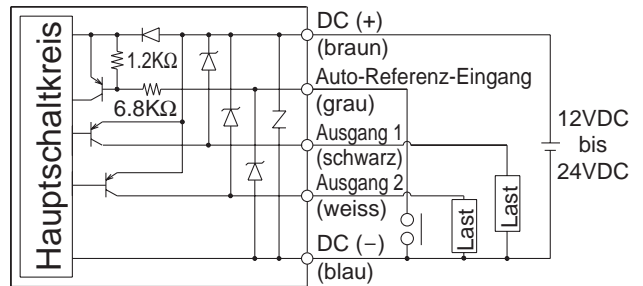 Hauptschaltkreis
1.2KΩ
6.8KΩ
DC (+)
(braun)
Auto-Referenz-Eingang
(grau)
Ausgang 1
(schwarz)
Ausgang 2
(weiss)
DC (−)
(blau)
Last
Last
12VDC
bis
24VDC